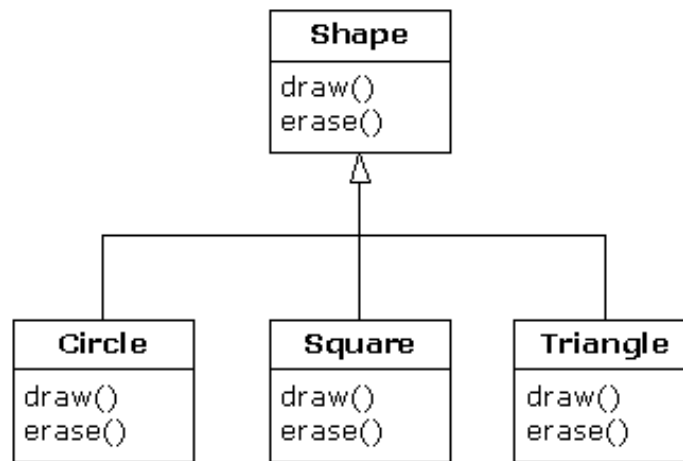 Shape
draw()
erase()
Circle
draw()
erase()
Square
draw()
erase()
Triangle
draw()
erase()